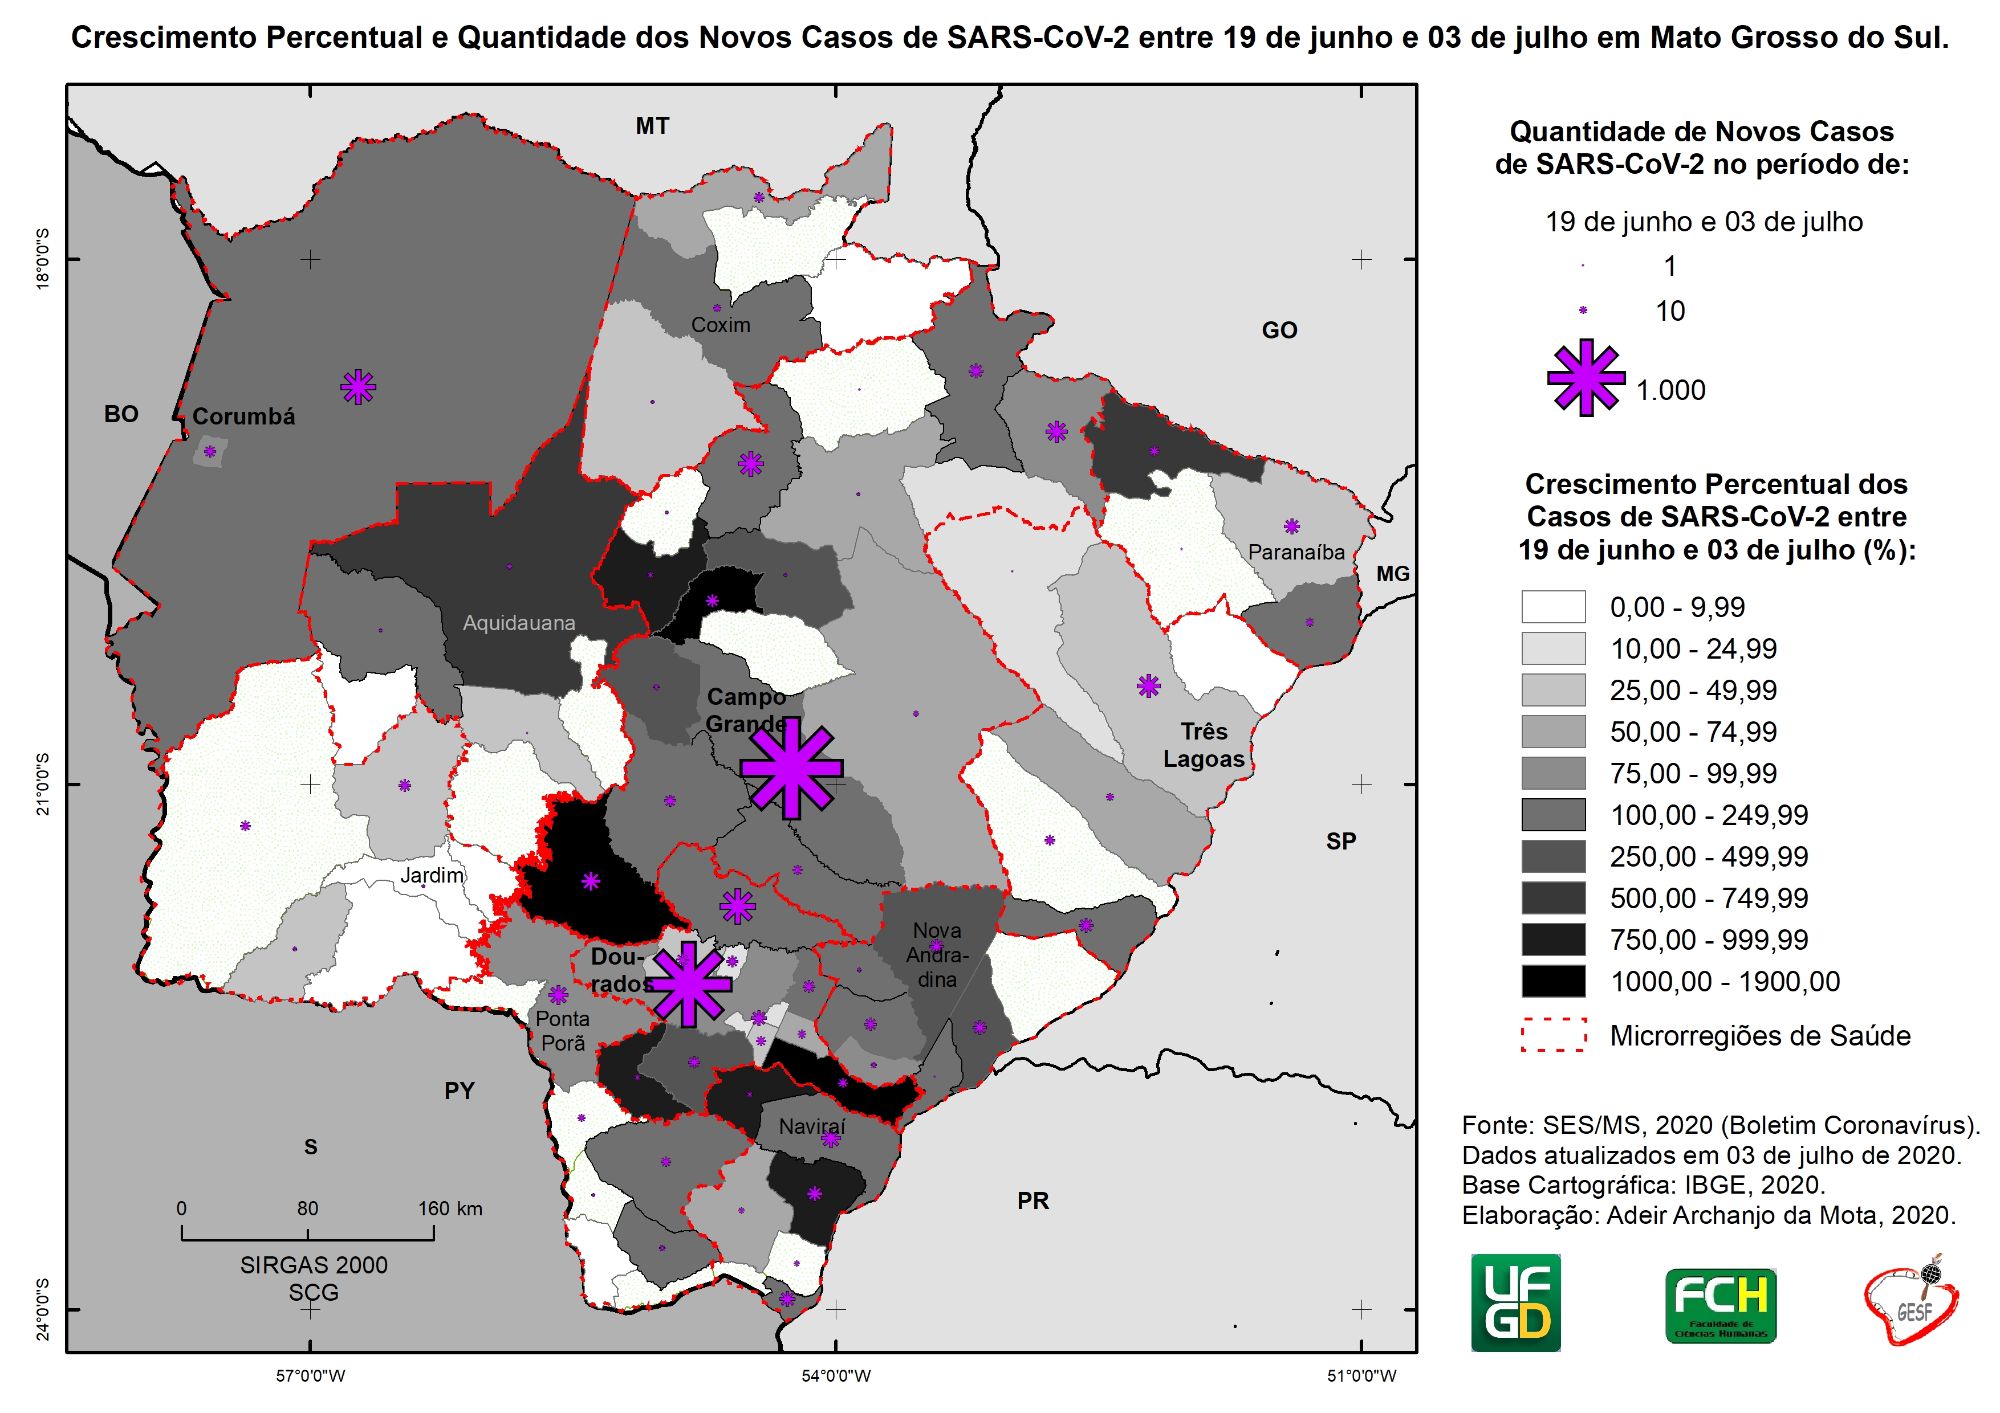 Crescimento Percentual e Quantidade dos Novos Casos de SARS-CoV-2 entre 19 de junho e 03 de julho em Mato Grosso do Sul.
MT
GO
BO
MG
SP
PR
PY
S
Corumbá
Coxim
Paranaíba
Aquidauana
Campo
Grande
Três
Lagoas
Jardim
Nova
Andra-
dina
Dou-
rados
Ponta
Porã
Naviraí
18°0'0"S
21°0'0"S
24°0'0"S
57°0'0"W
54°0'0"W
51°0'0"W
0 80 160 km
SIRGAS 2000
SCG
Quantidade de Novos Casos
de SARS-CoV-2 no período de:
19 de junho e 03 de julho
1
10
1.000
Crescimento Percentual dos
Casos de SARS-CoV-2 entre
19 de junho e 03 de julho (%):
0,00 - 9,99
10,00 - 24,99
25,00 - 49,99
50,00 - 74,99
75,00 - 99,99
100,00 - 249,99
250,00 - 499,99
500,00 - 749,99
750,00 - 999,99
1000,00 - 1900,00
Microrregiões de Saúde
Fonte: SES/MS, 2020 (Boletim Coronavírus).
Dados atualizados em 03 de julho de 2020.
Base Cartográfica: IBGE, 2020.
Elaboração: Adeir Archanjo da Mota, 2020.
UF
GD
FCH
Faculdade de
Ciências Humanas
GESF